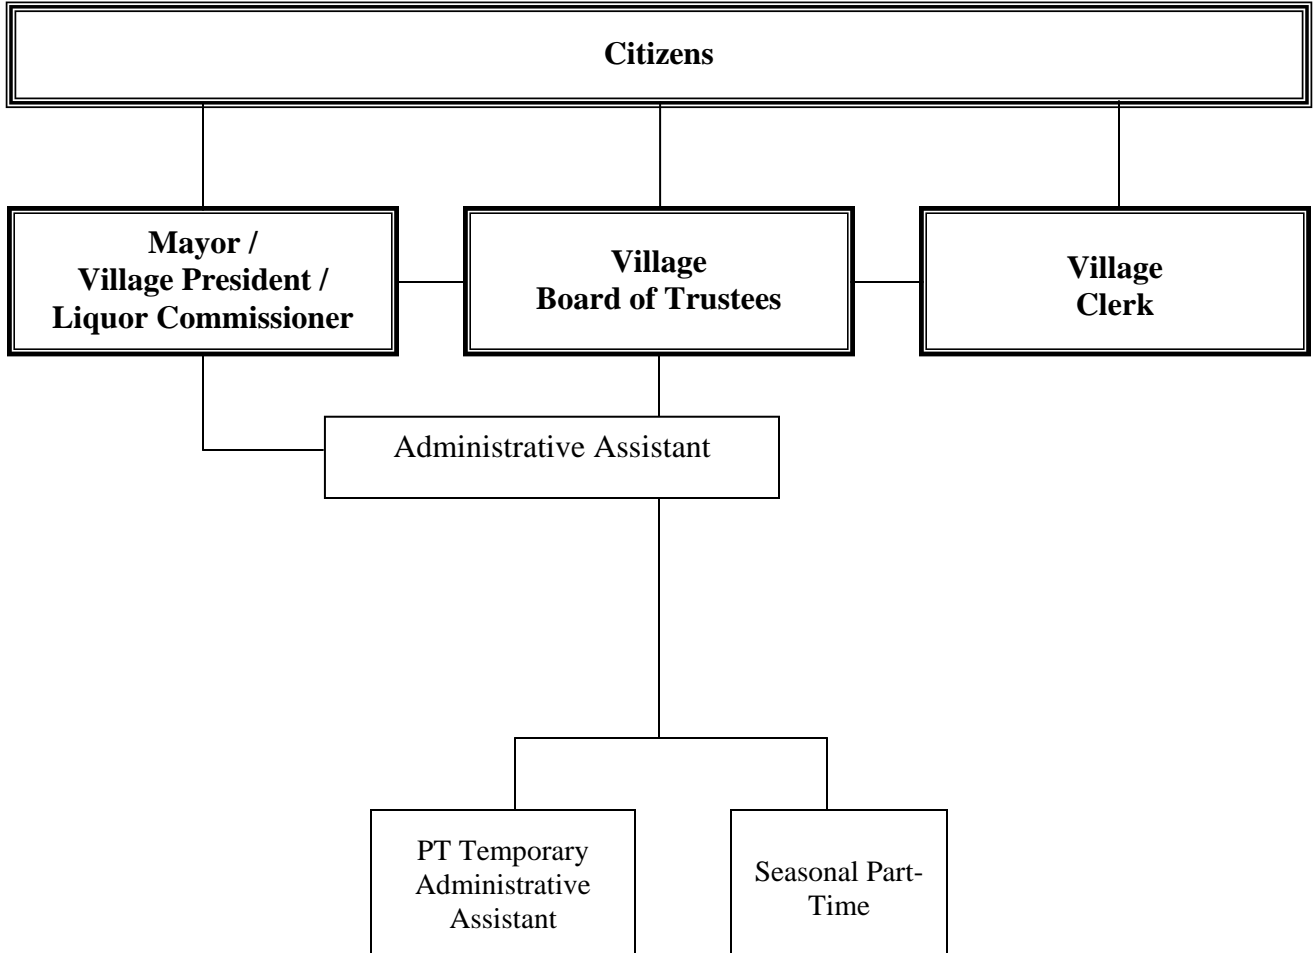 Citizens
Mayor /
Village President /
Liquor Commissioner
Village
Board of Trustees
Village
Clerk
Administrative Assistant
PT Temporary
Administrative
Assistant
Seasonal Part-
Time